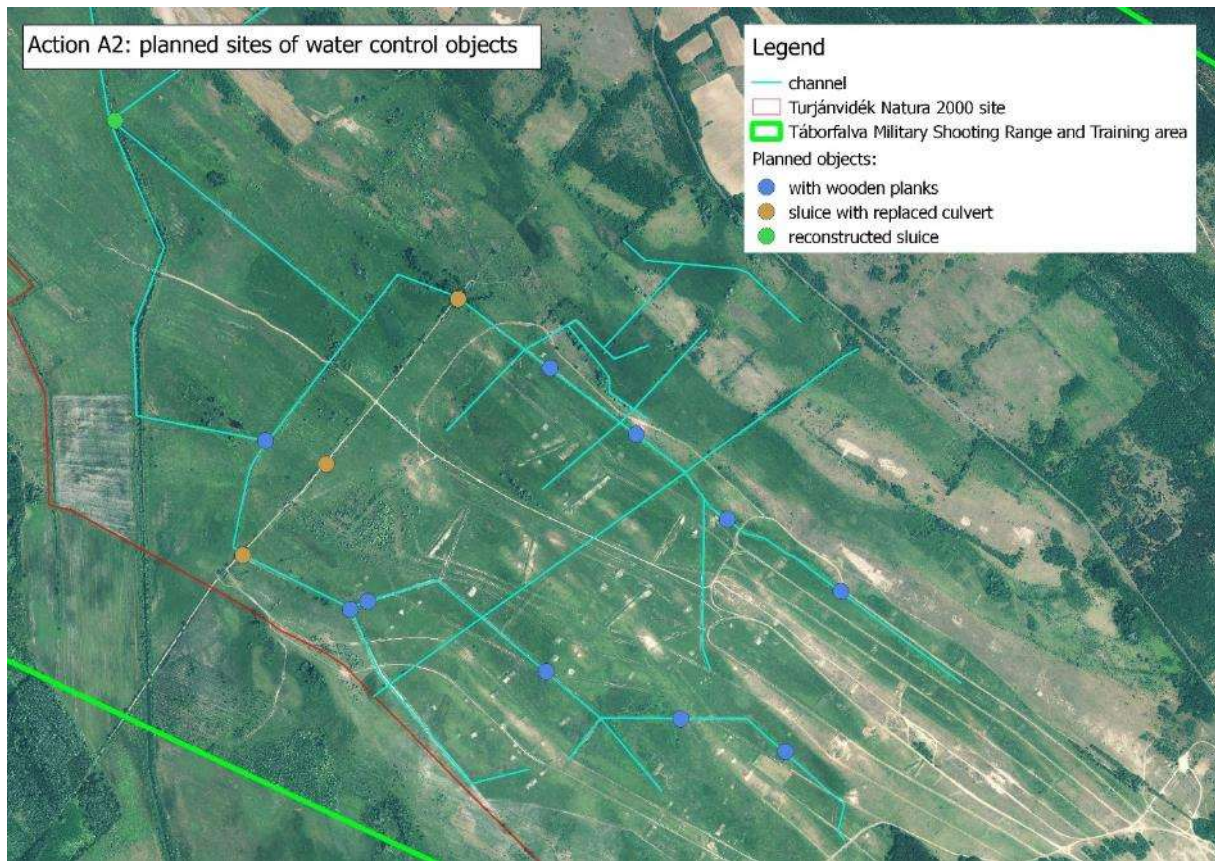 Action A2: planned sites of water control objects
Legend
channel
Turjánvidék Natura 2000 site
Táborfalva Military Shooting Range and Training area
Planned objects:
with wooden planks
sluice with replaced culvert
reconstructed sluice